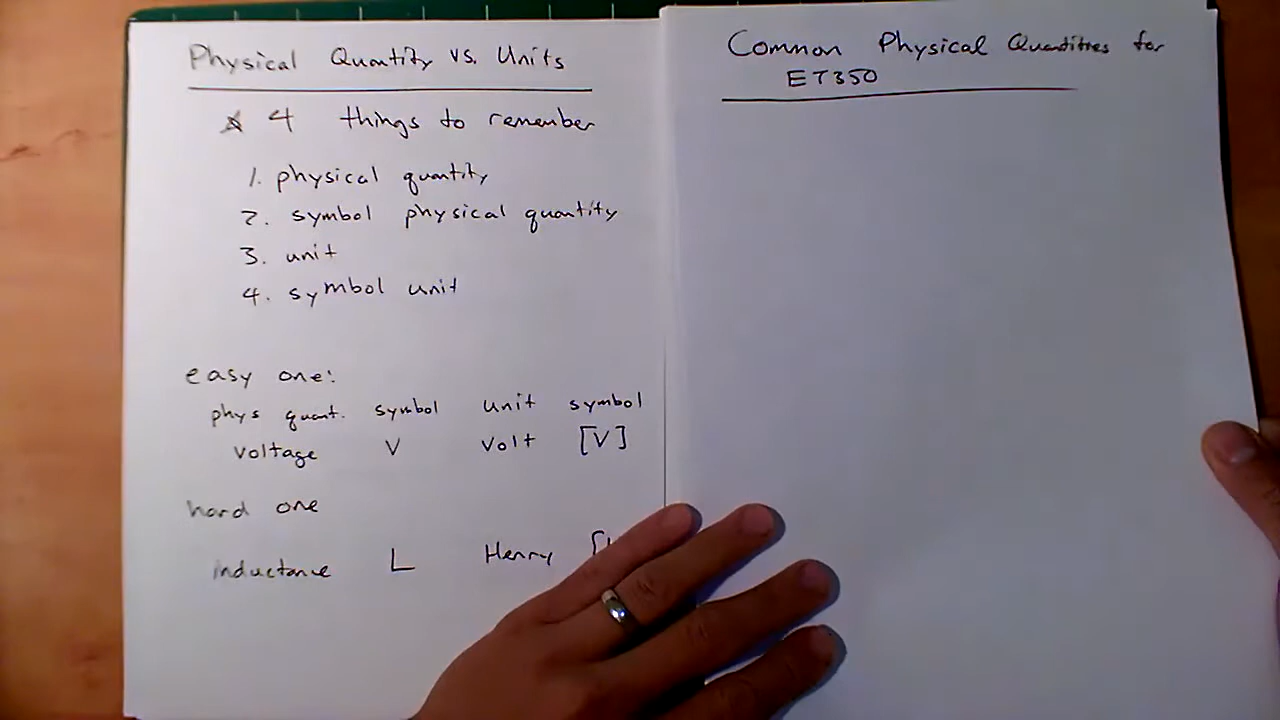 Physical Quantity vs. Units
4 things to remember
1. physical quantity
2. symbol physical quantity
3. unit
4. symbol unit
easy one:
phys quant. symbol unit symbol
voltage V Volt [V]
hard one
inductance L Henry [
Common Physical Quantities for
ET350